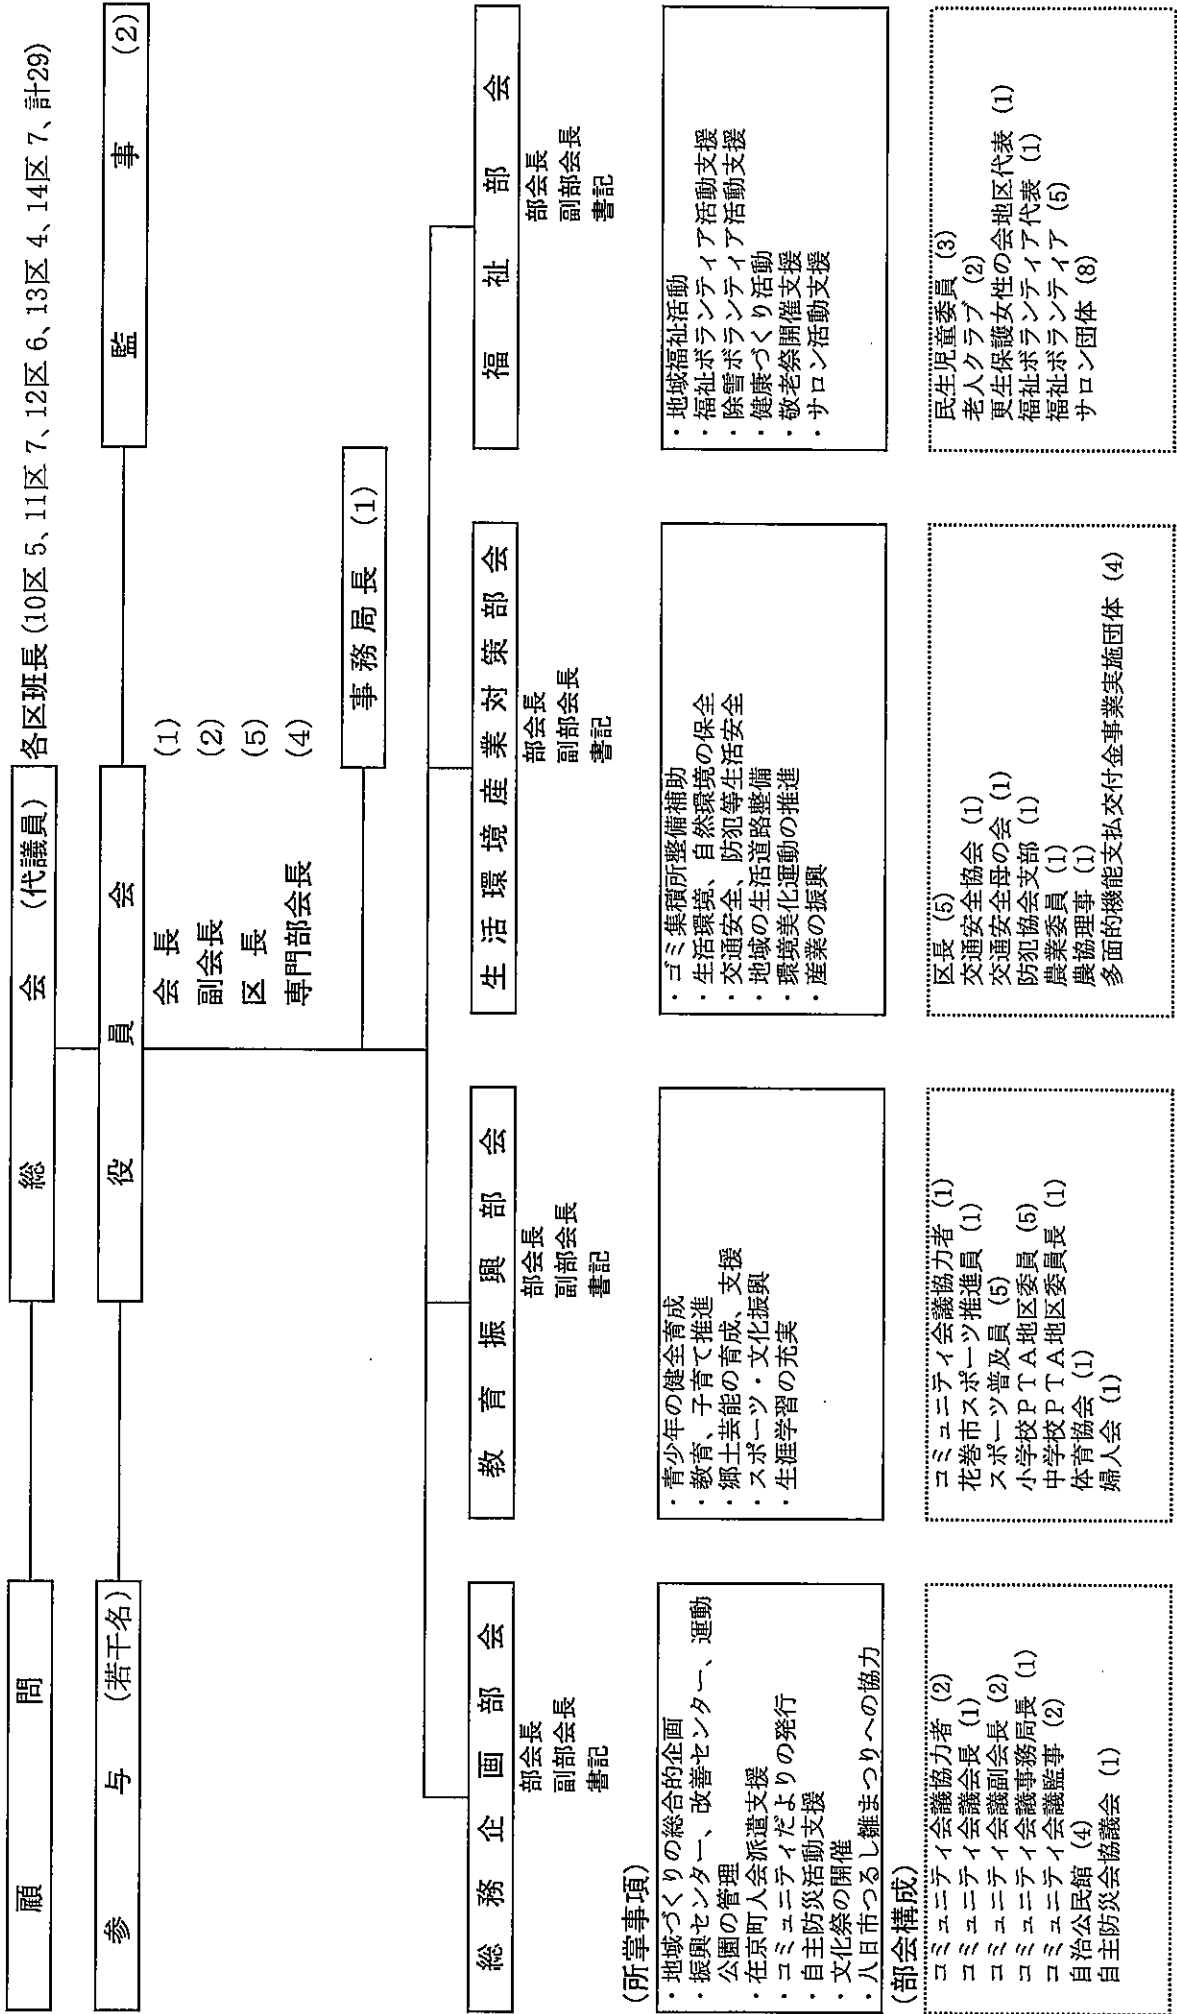 顧問
総会 (代議員) 各区班長 (10区 5、11区 7、12区 6、13区 4、14区 7、計29)
参与 (若干名)
役員会
監事 (2)
会長 (1)
副会長 (2)
区長 (5)
専門部会長 (4)
事務局長 (1)
総務企画部会
部会長
副部会長
書記
教育振興部会
部会長
副部会長
書記
生活環境産業対策部会
部会長
副部会長
書記
福祉部会
部会長
副部会長
書記
(所掌事項)
・地域づくりの総合的企画
・振興センター、改善センター、運動
公園の管理
・在京町人会派遣支援
・コミュニティだよりの発行
・自主防災活動支援
・文化祭の開催
・八日市つるし雛まつりへの協力
・青少年の健全育成
・教育、子育て推進
・郷土芸能の育成、支援
・スポーツ・文化振興
・生涯学習の充実
・ゴミ集積所整備補助
・生活環境、自然環境の保全
・交通安全、防犯等生活安全
・地域の生活道路整備
・環境美化運動の推進
・産業の振興
・地域福祉活動
・福祉ボランティア活動支援
・除雪ボランティア活動支援
・健康づくり活動
・敬老祭開催支援
・サロン活動支援
(部会構成)
コミュニティ会議協力者 (2)
コミュニティ会議会長 (1)
コミュニティ会議副会長 (2)
コミュニティ会議事務局長 (1)
コミュニティ会議監事 (2)
自治公民館 (4)
自主防災会協議会 (1)
コミュニティ会議協力者 (1)
花巻市スポーツ推進員 (1)
スポーツ普及員 (5)
小学校PTA地区委員 (5)
中学校PTA地区委員長 (1)
体育協会 (1)
婦人会 (1)
区長 (5)
交通安全協会 (1)
交通安全母の会 (1)
防犯協会支部 (1)
農業委員 (1)
農協理事 (1)
多面的機能支払交付金事業実施団体 (4)
民生児童委員 (3)
老人クラブ (2)
更生保護女性の会地区代表 (1)
福祉ボランティア代表 (1)
福祉ボランティア (5)
サロン団体 (8)